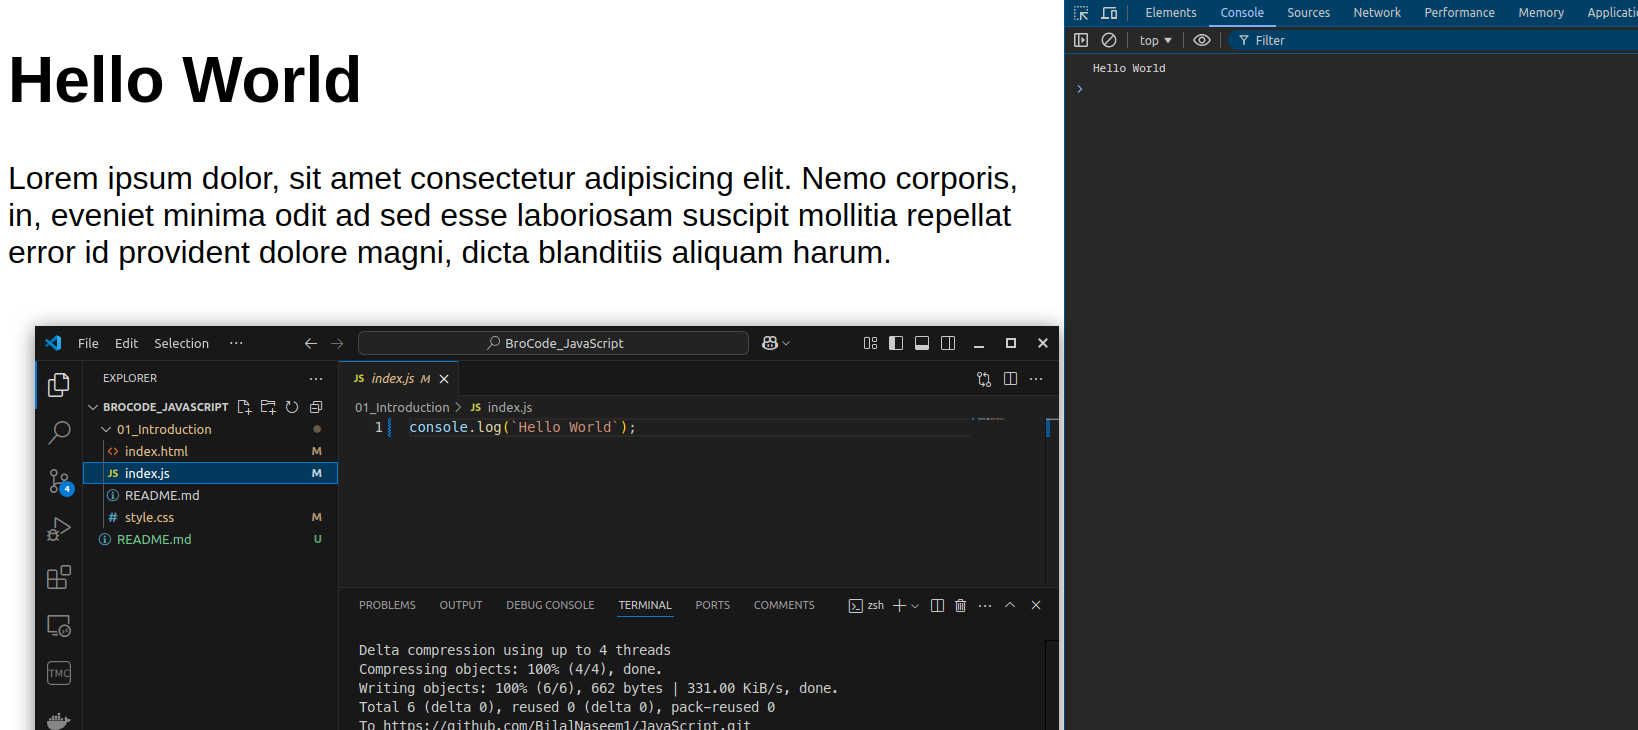 Hello World
Lorem ipsum dolor, sit amet consectetur adipisicing elit. Nemo corporis,
in, eveniet minima odit ad sed esse laboriosam suscipit mollitia repellat
error id provident dolore magni, dicta blanditiis aliquam harum.
Elements Console Sources Network Performance Memory
top Filter
Hello World
File Edit Selection ··· BroCode_JavaScript
EXPLORER
BROCODE_JAVASCRIPT
01_Introduction
index.html M
JS index.js M
README.md
# style.css M
README.md U
4
TMC
JS index.js M
01_Introduction > JS index.js
1 console.log(`Hello World`);
PROBLEMS OUTPUT DEBUG CONSOLE TERMINAL PORTS COMMENTS zsh
Delta compression using up to 4 threads
Compressing objects: 100% (4/4), done.
Writing objects: 100% (6/6), 662 bytes | 331.00 KiB/s, done.
Total 6 (delta 0), reused 0 (delta 0), pack-reused 0
To https://github.com/BilalNaseem1/JavaScript.git